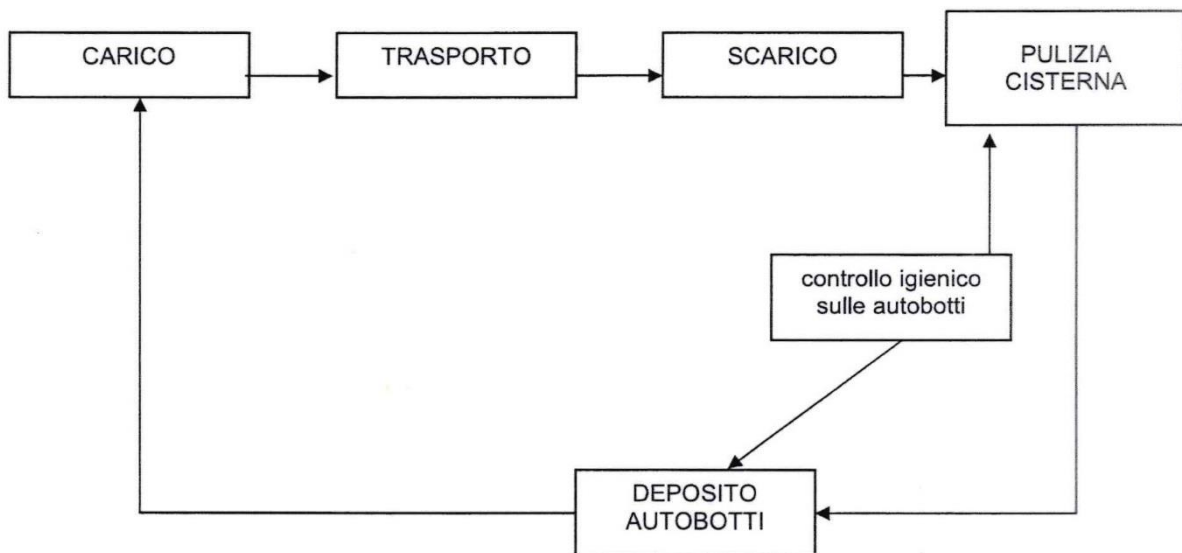 CARICO
TRASPORTO
SCARICO
PULIZIA
CISTERNA
controllo igienico
sulle autobotti
DEPOSITO
AUTOBOTTI